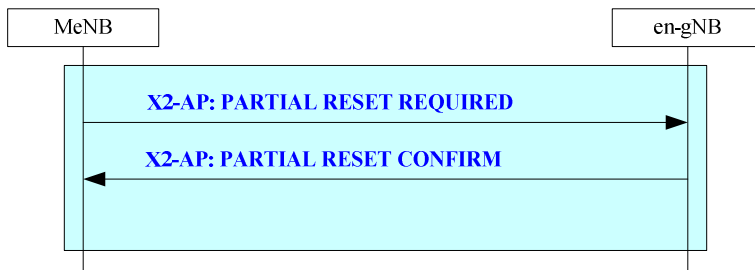 MeNB
en-gNB
X2-AP: PARTIAL RESET REQUIRED
X2-AP: PARTIAL RESET CONFIRM